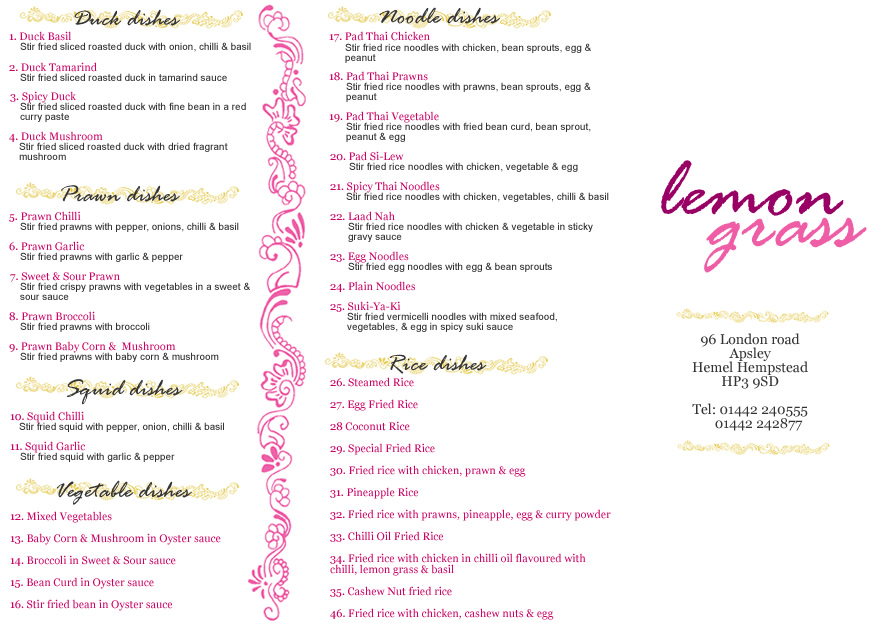 Duck dishes
1. Duck Basil
Stir fried sliced roasted duck with onion, chilli & basil
2. Duck Tamarind
Stir fried sliced roasted duck in tamarind sauce
3. Spicy Duck
Stir fried sliced roasted duck with fine bean in a red
curry paste
4. Duck Mushroom
Stir fried sliced roasted duck with dried fragrant
mushroom
Prawn dishes
5. Prawn Chilli
Stir fried prawns with pepper, onions, chilli & basil
6. Prawn Garlic
Stir fried prawns with garlic & pepper
7. Sweet & Sour Prawn
Stir fried crispy prawns with vegetables in a sweet &
sour sauce
8. Prawn Broccoli
Stir fried prawns with broccoli
9. Prawn Baby Corn & Mushroom
Stir fried prawns with baby corn & mushroom
Squid dishes
10. Squid Chilli
Stir fried squid with pepper, onion, chilli & basil
11. Squid Garlic
Stir fried squid with garlic & pepper
Vegetable dishes
12. Mixed Vegetables
13. Baby Corn & Mushroom in Oyster sauce
14. Broccoli in Sweet & Sour sauce
15. Bean Curd in Oyster sauce
16. Stir fried bean in Oyster sauce
Noodle dishes
17. Pad Thai Chicken
Stir fried rice noodles with chicken, bean sprouts, egg &
peanut
18. Pad Thai Prawns
Stir fried rice noodles with prawns, bean sprouts, egg &
peanut
19. Pad Thai Vegetable
Stir fried rice noodles with fried bean curd, bean sprout,
peanut & egg
20. Pad Si-Lew
Stir fried rice noodles with chicken, vegetable & egg
21. Spicy Thai Noodles
Stir fried rice noodles with chicken, vegetables, chilli & basil
22. Laad Nah
Stir fried rice noodles with chicken & vegetable in sticky
gravy sauce
23. Egg Noodles
Stir fried egg noodles with egg & bean sprouts
24. Plain Noodles
25. Suki-Ya-Ki
Stir fried vermicelli noodles with mixed seafood,
vegetables, & egg in spicy suki sauce
Rice dishes
26. Steamed Rice
27. Egg Fried Rice
28 Coconut Rice
29. Special Fried Rice
30. Fried rice with chicken, prawn & egg
31. Pineapple Rice
32. Fried rice with prawns, pineapple, egg & curry powder
33. Chilli Oil Fried Rice
34. Fried rice with chicken in chilli oil flavoured with
chilli, lemon grass & basil
35. Cashew Nut fried rice
46. Fried rice with chicken, cashew nuts & egg
lemon
grass
96 London road
Apsley
Hemel Hempstead
HP3 9SD
Tel: 01442 240555
01442 242877